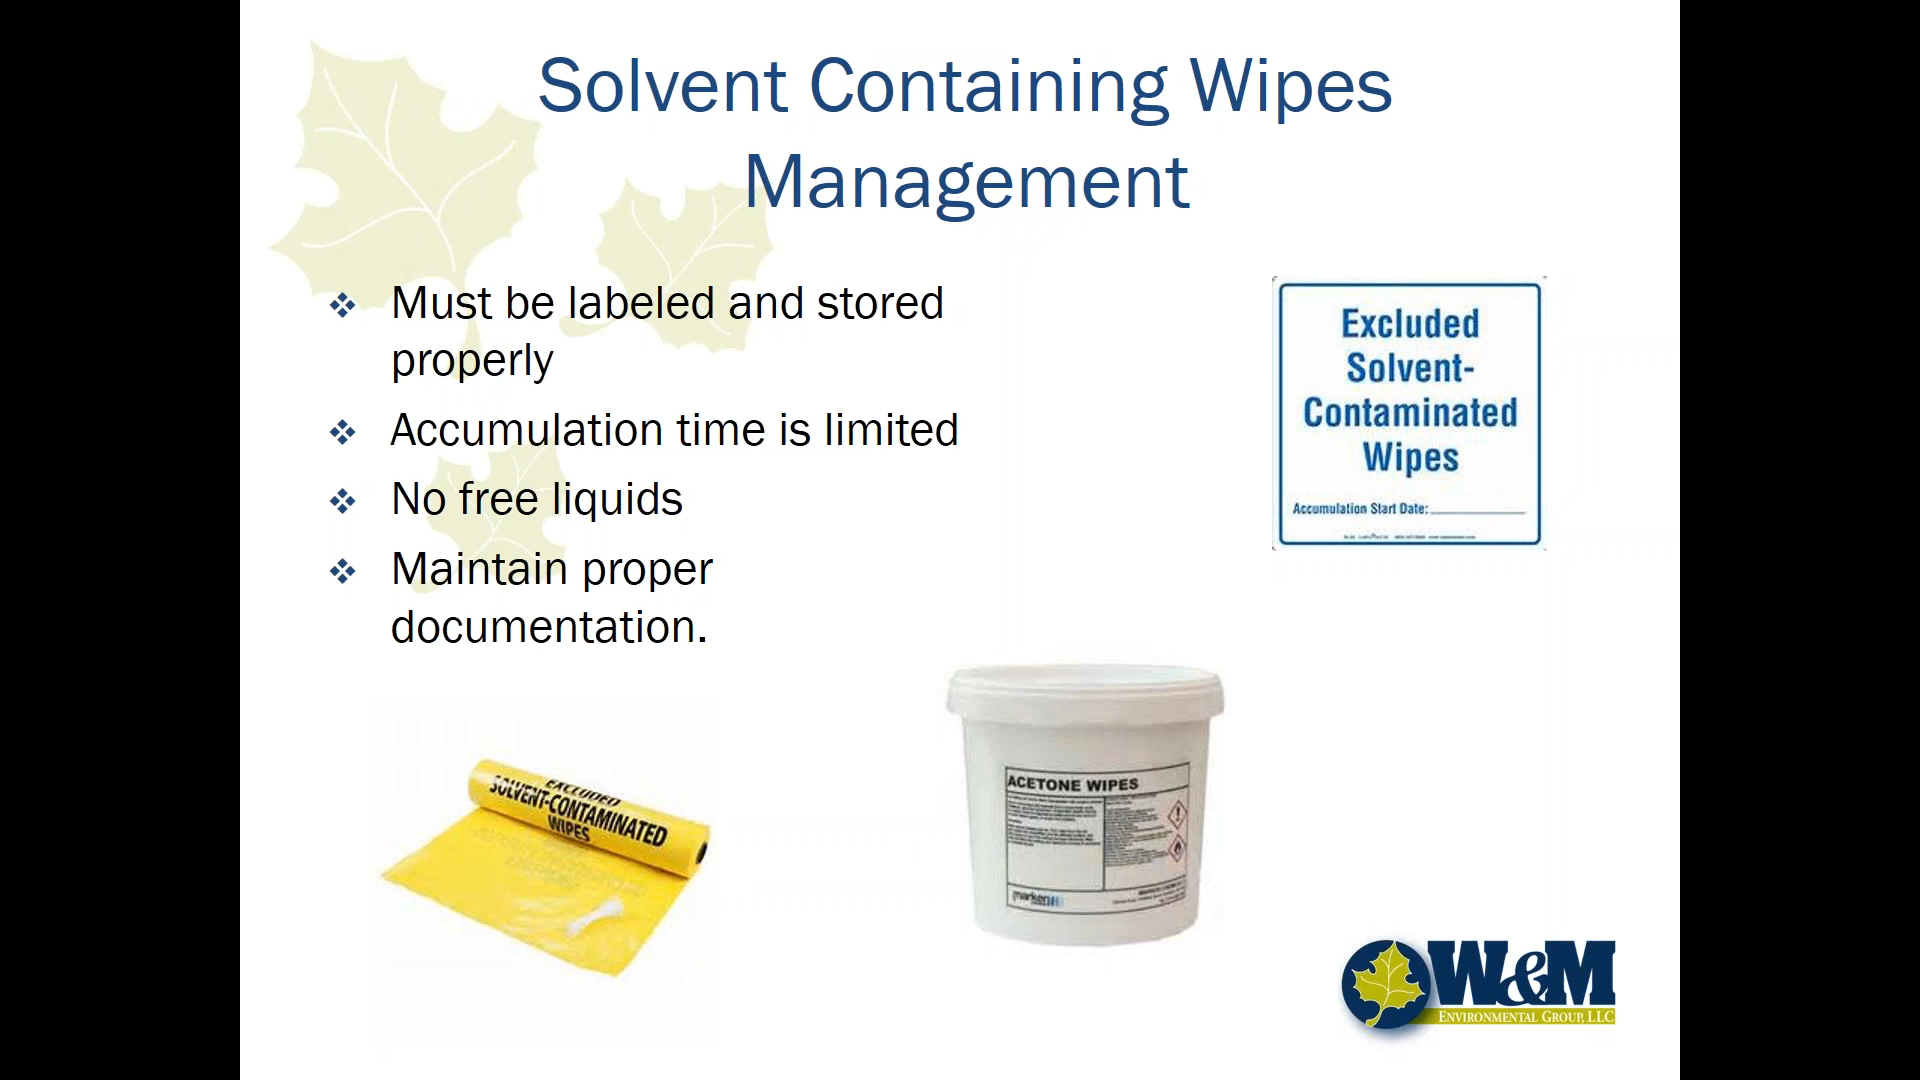 Solvent Containing Wipes
Management
Must be labeled and stored
properly
Accumulation time is limited
No free liquids
Maintain proper
documentation.
Excluded
Solvent-
Contaminated
Wipes
Accumulation Start Date:
EXCLUDED
SOLVENT-CONTAMINATED
WIPES
ACETONE WIPES
marken
W&M
ENVIRONMENTAL GROUP, LLC